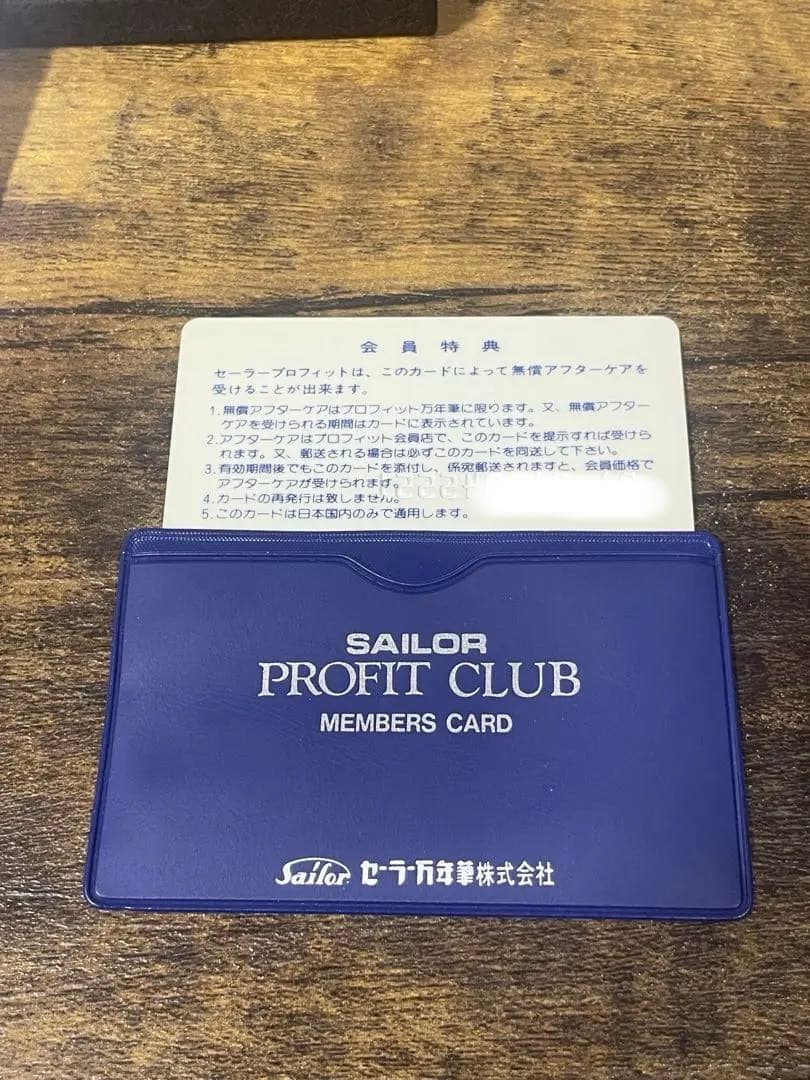 会員特典
セーラープロフィットは、このカードによって無償アフターケアを
受けることが出来ます。
1.無償アフターケアはプロフィット万年筆に限ります。又、無償アフター
ケアを受けられる期間はカードに表示されています。
2.アフターケアはプロフィット会員店で、このカードを提示すれば受けら
れます。又、郵送される場合は必ずこのカードを同送して下さい。
3.有効期間後でもこのカードを添付し、係宛郵送されますと、会員価格で
アフターケアが受けられます。
4.カードの再発行は致しません。
5.このカードは日本国内のみで通用します。
SAILOR
PROFIT CLUB
MEMBERS CARD
Sailor セーラー万年筆株式会社